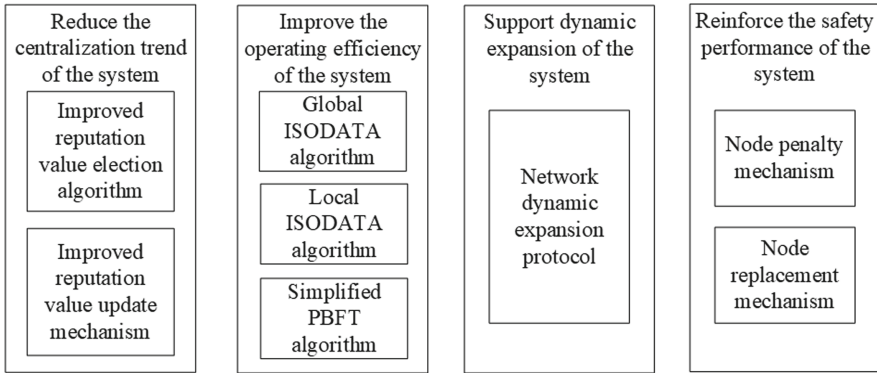 Reduce the
centralization trend
of the system
Improved
reputation
value election
algorithm
Improved
reputation
value update
mechanism
Improve the
operating efficiency
of the system
Global
ISODATA
algorithm
Local
ISODATA
algorithm
Simplified
PBFT
algorithm
Support dynamic
expansion of the
system
Network
dynamic
expansion
protocol
Reinforce the safety
performance of the
system
Node penalty
mechanism
Node
replacement
mechanism